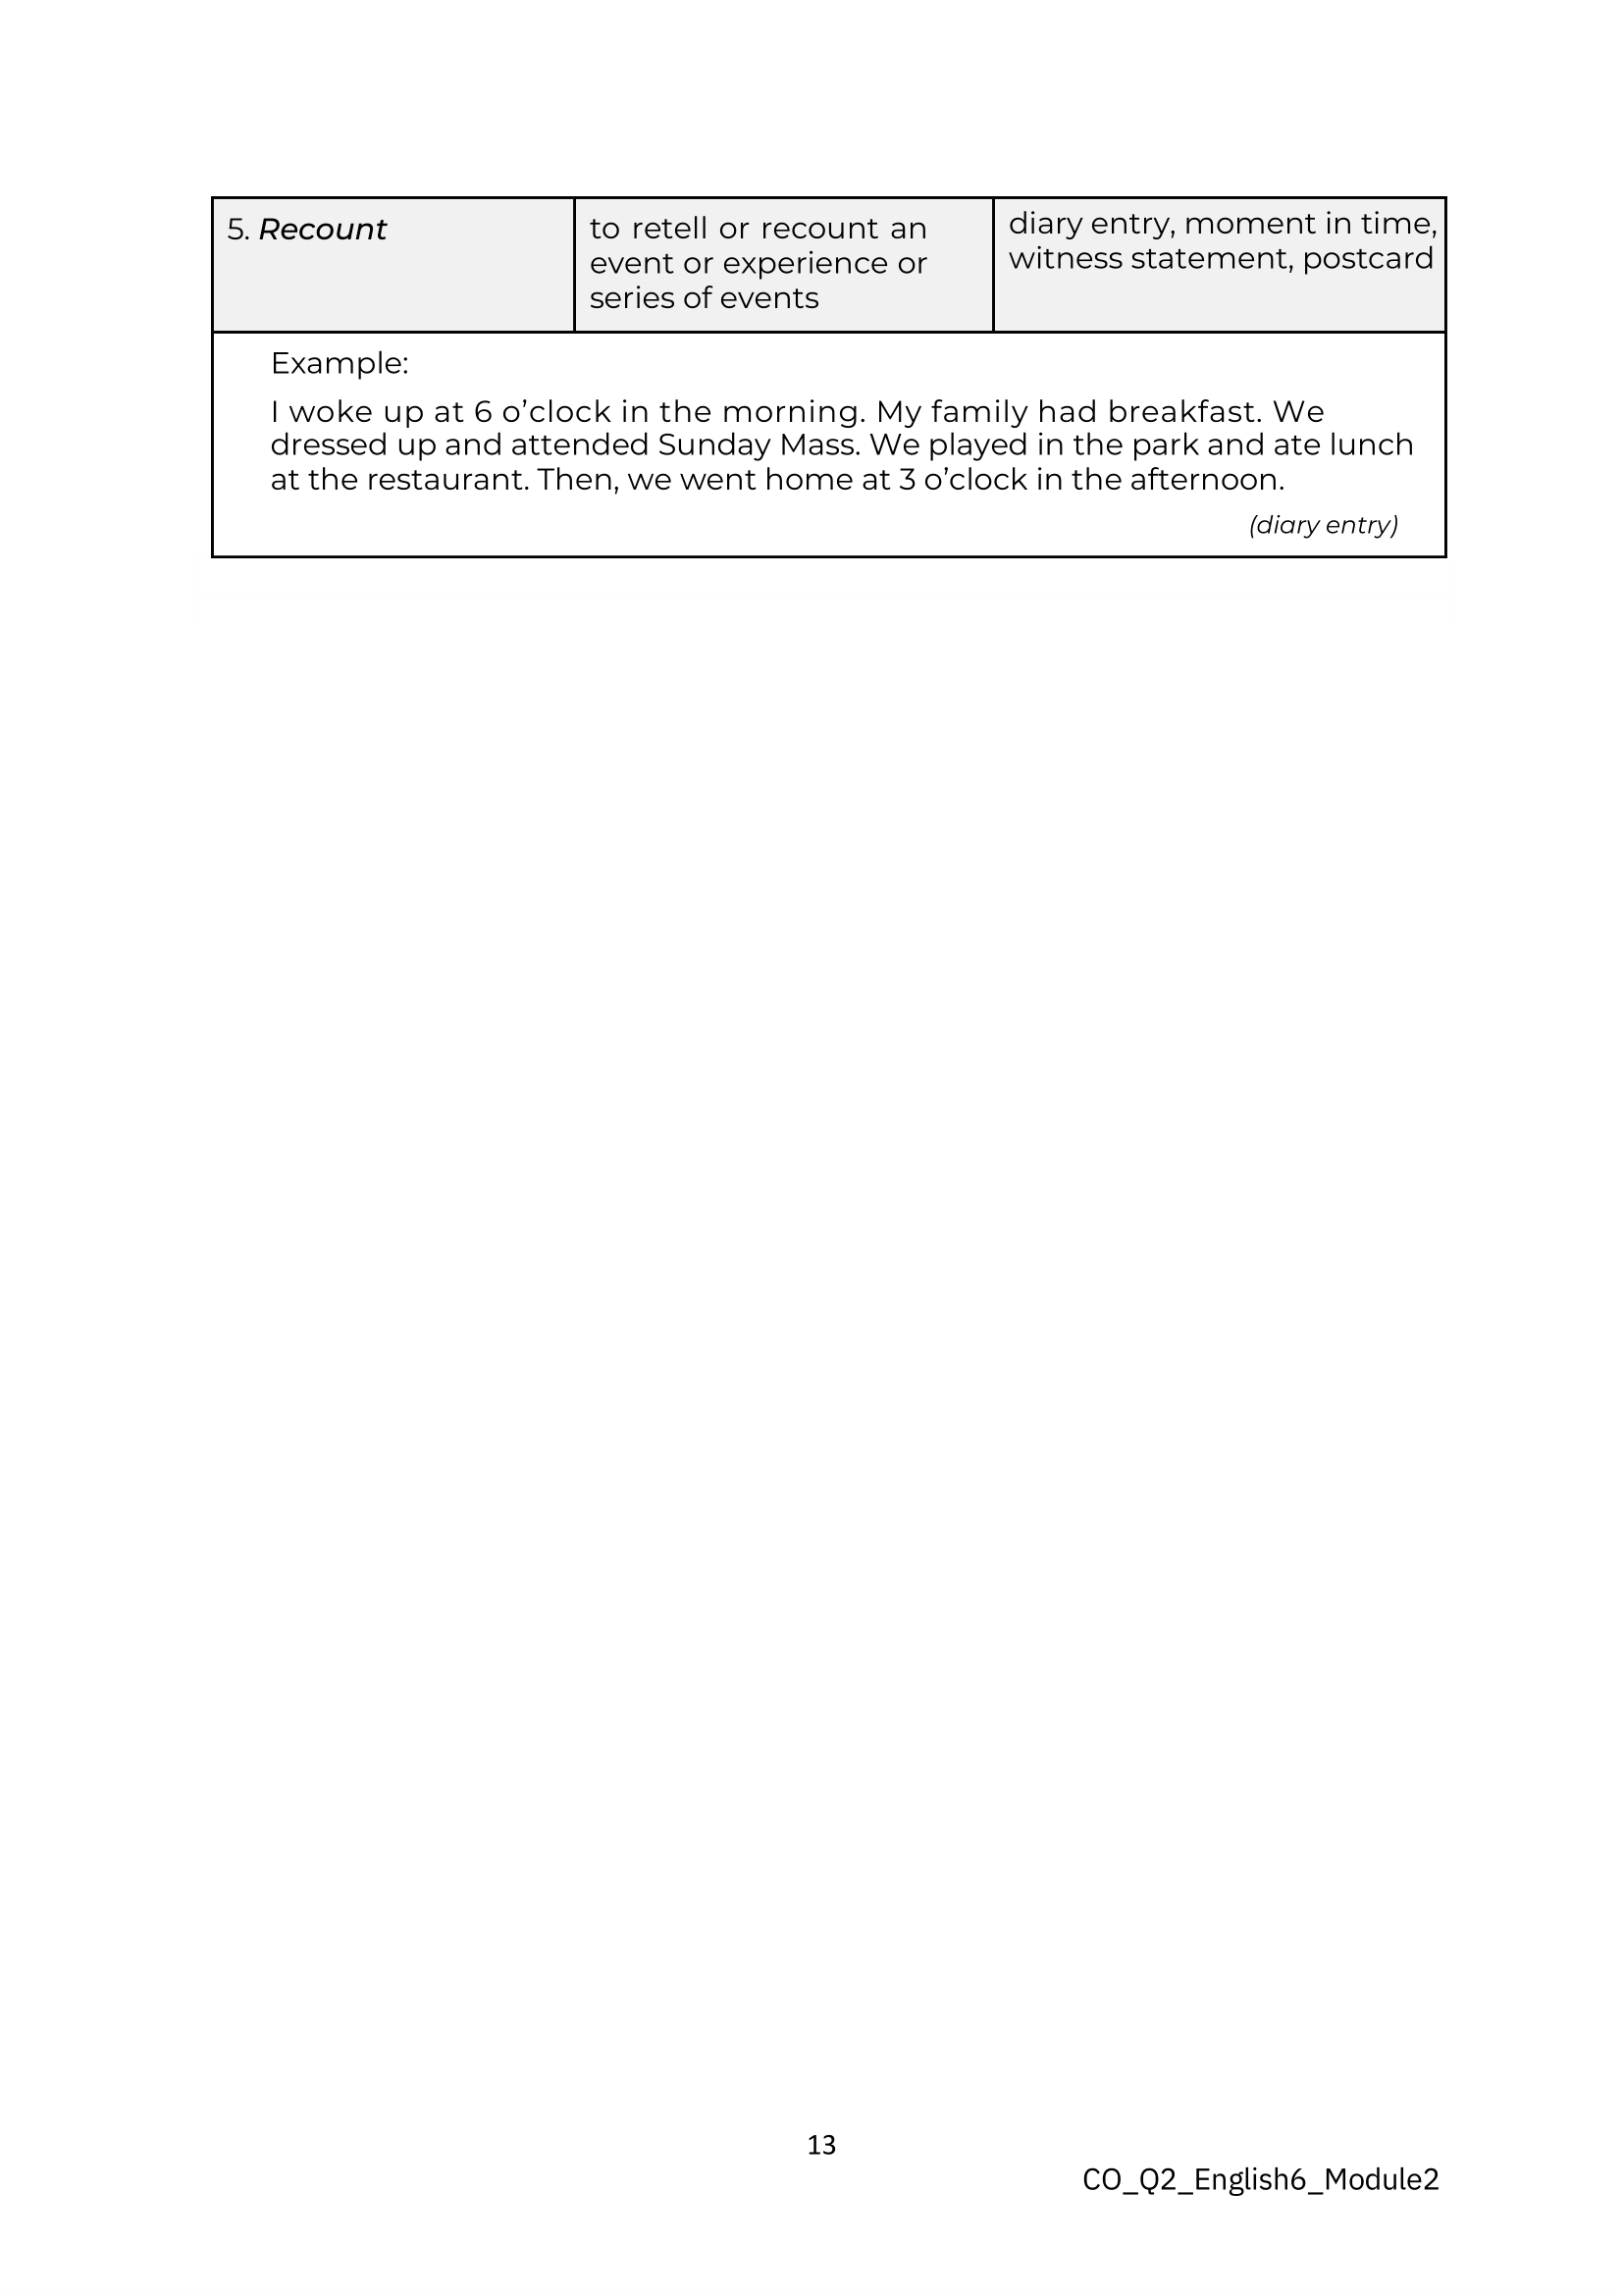 5. Recount
to retell or recount an
event or experience or
series of events
diary entry, moment in time,
witness statement, postcard
Example:
I woke up at 6 o’clock in the morning. My family had breakfast. We
dressed up and attended Sunday Mass. We played in the park and ate lunch
at the restaurant. Then, we went home at 3 o’clock in the afternoon.
(diary entry)
13
CO_Q2_English6_Module2